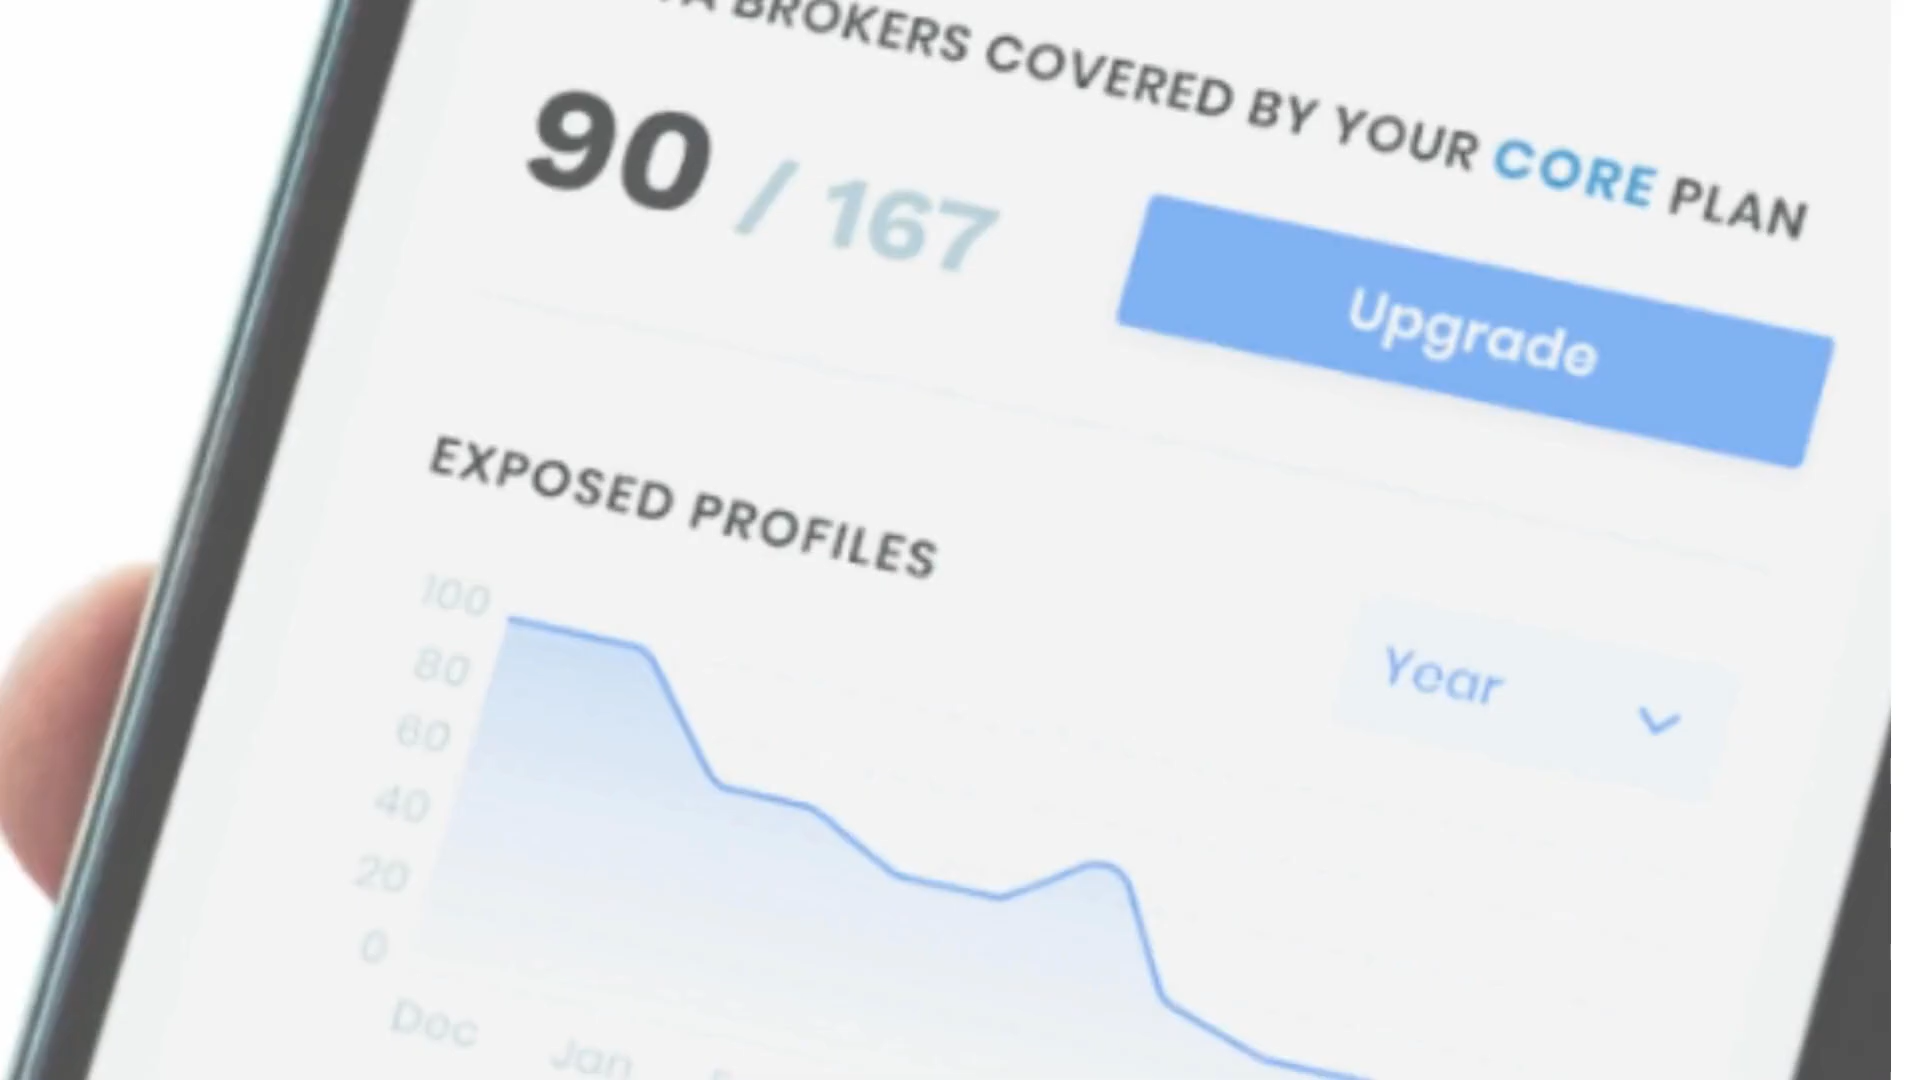 BROKERS COVERED BY YOUR CORE PLAN
90 / 167
Upgrade
EXPOSED PROFILES
Year
100
80
60
40
20
0
Dec Jan